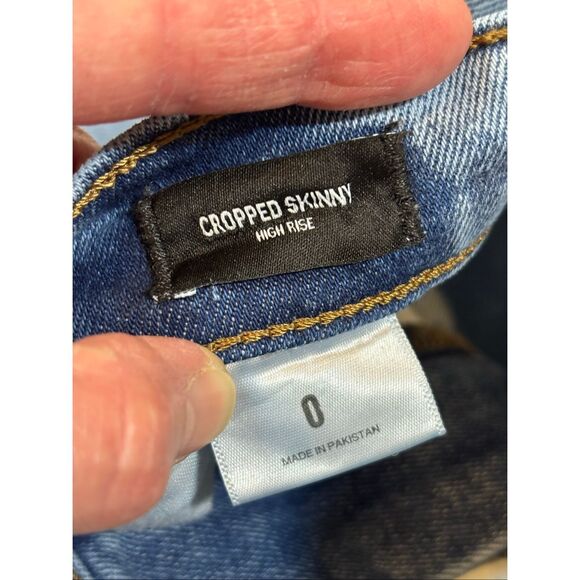 CROPPED SKINNY
HIGH RISE
0
MADE IN PAKISTAN